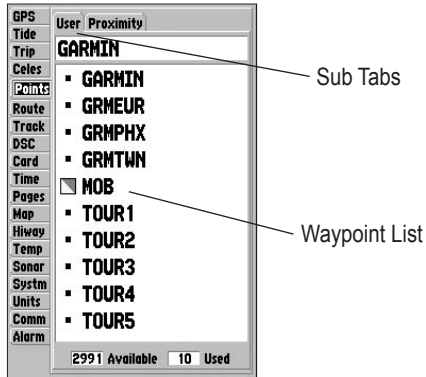 GPS
Tide
Trip
Celes
Points
Route
Track
DSC
Card
Time
Pages
Map
Hiway
Temp
Sonar
Systm
Units
Comm
Alarm
User Proximity
GARMIN
GARMIN
GRMEUR
GRMPHX
GRMTWN
MOB
TOUR1
TOUR2
TOUR3
TOUR4
TOUR5
2991 Available 10 Used
Sub Tabs
Waypoint List